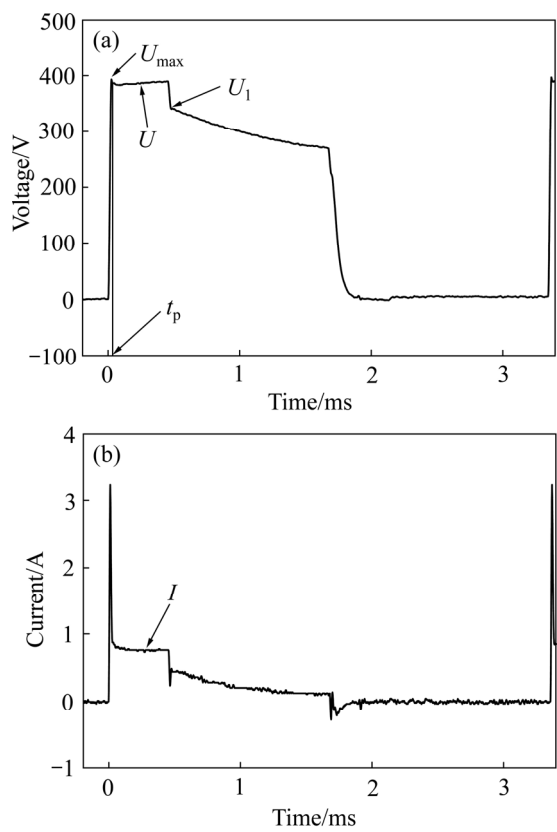 (a)
500
400
300
200
100
0
−100
Voltage/V
U_max
U
U_1
t_p
0 1 2 3
Time/ms
(b)
4
3
2
1
0
−1
Current/A
I
0 1 2 3
Time/ms